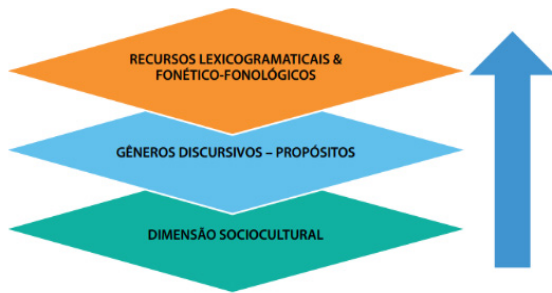 RECURSOS LEXICOGRAMATICAIS &
FONÉTICO-FONOLÓGICOS
GÊNEROS DISCURSIVOS – PROPÓSITOS
DIMENSÃO SOCIOCULTURAL